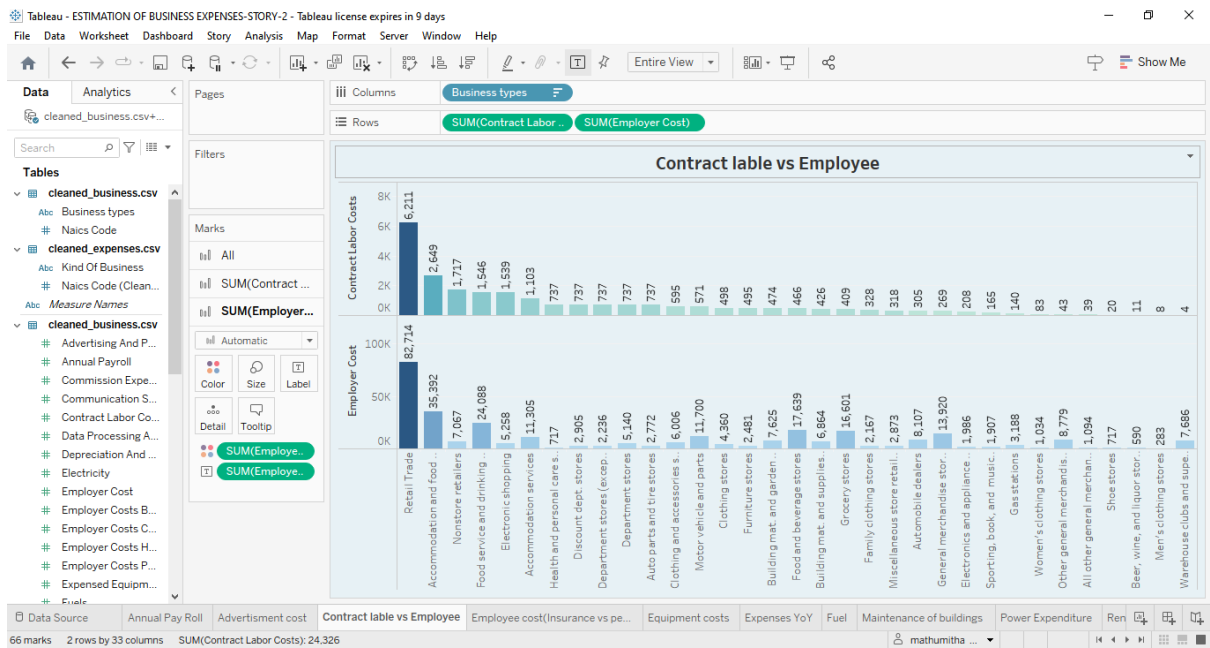 Tableau - ESTIMATION OF BUSINESS EXPENSES-STORY-2 - Tableau license expires in 9 days
File Data Worksheet Dashboard Story Analysis Map Format Server Window Help
Entire View
Show Me
Data Analytics
cleaned_business.csv+...
Search
Tables
cleaned_business.csv
Abc Business types
# Naics Code
cleaned_expenses.csv
Abc Kind Of Business
# Naics Code (Clean...
Abc Measure Names
cleaned_business.csv
# Advertising And P...
# Annual Payroll
# Commission Expe...
# Communication S...
# Contract Labor Co...
# Data Processing A...
# Depreciation And ...
# Electricity
# Employer Cost
# Employer Costs B...
# Employer Costs C...
# Employer Costs H...
# Employer Costs P...
# Expensed Equipm...
# Fuels
Pages
Filters
Marks
All
SUM(Contract ...
SUM(Employer...
Automatic
Color Size Label
Detail Tooltip
SUM(Employe..
SUM(Employe..
Columns Business types
Rows SUM(Contract Labor .. SUM(Employer Cost)
Contract lable vs Employee
Contract Labor Costs
8K
6K
4K
2K
0K
6,211 2,649 1,717 1,546 1,539 1,103 737 737 737 737 737 595 571 498 495 474 466 426 409 328 318 305 269 208 165 140 83 43 39 20 11 8 4
Employer Cost
100K
50K
0K
82,714 35,392 7,067 24,088 5,258 11,305 717 2,905 2,236 5,140 2,772 6,006 11,700 4,360 2,481 7,625 17,639 6,864 16,601 2,167 2,873 8,107 13,920 1,986 1,907 3,188 1,034 8,779 1,094 717 590 283 7,686
Retail Trade
Accommodation and food ..
Nonstore retailers
Food service and drinking ..
Electronic shopping
Accommodation services
Health and personal care s..
Discount dept. stores
Department stores (excep..
Department stores
Auto parts and tire stores
Clothing and accessories s..
Motor vehicle and parts
Clothing stores
Furniture stores
Building mat. and garden ..
Food and beverage stores
Building mat. and supplies..
Grocery stores
Family clothing stores
Miscellaneous store retail..
Automobile dealers
General merchandise stor..
Electronics and appliance ..
Sporting, book, and music..
Gas stations
Women's clothing stores
Other general merchandis..
All other general merchan..
Shoe stores
Beer, wine, and liquor stor..
Men's clothing stores
Warehouse clubs and supe..
Data Source Annual Pay Roll Advertisment cost Contract lable vs Employee Employee cost(Insurance vs pe... Equipment costs Expenses YoY Fuel Maintenance of buildings Power Expenditure Ren
66 marks 2 rows by 33 columns SUM(Contract Labor Costs): 24,326 mathumitha ...